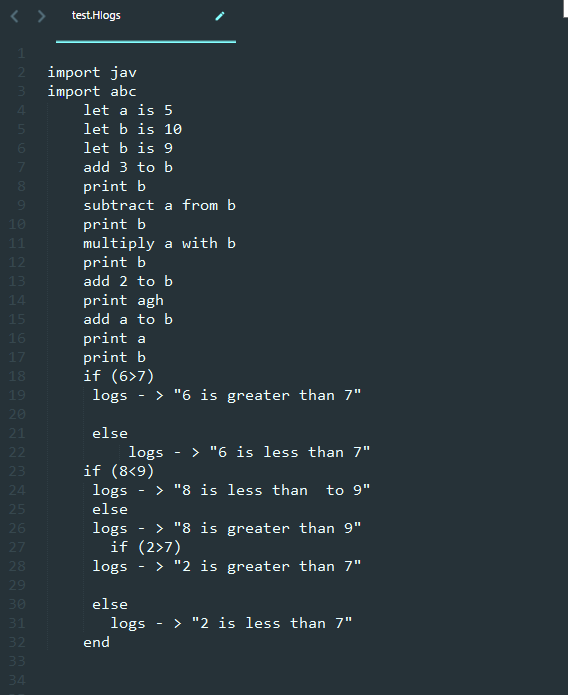 test.Hlogs
1
2 import jav
3 import abc
4 let a is 5
5 let b is 10
6 let b is 9
7 add 3 to b
8 print b
9 subtract a from b
10 print b
11 multiply a with b
12 print b
13 add 2 to b
14 print agh
15 add a to b
16 print a
17 print b
18 if (6>7)
19 logs - > "6 is greater than 7"
20
21 else
22 logs - > "6 is less than 7"
23 if (8<9)
24 logs - > "8 is less than  to 9"
25 else
26 logs - > "8 is greater than 9"
27 if (2>7)
28 logs - > "2 is greater than 7"
29
30 else
31 logs - > "2 is less than 7"
32 end
33
34